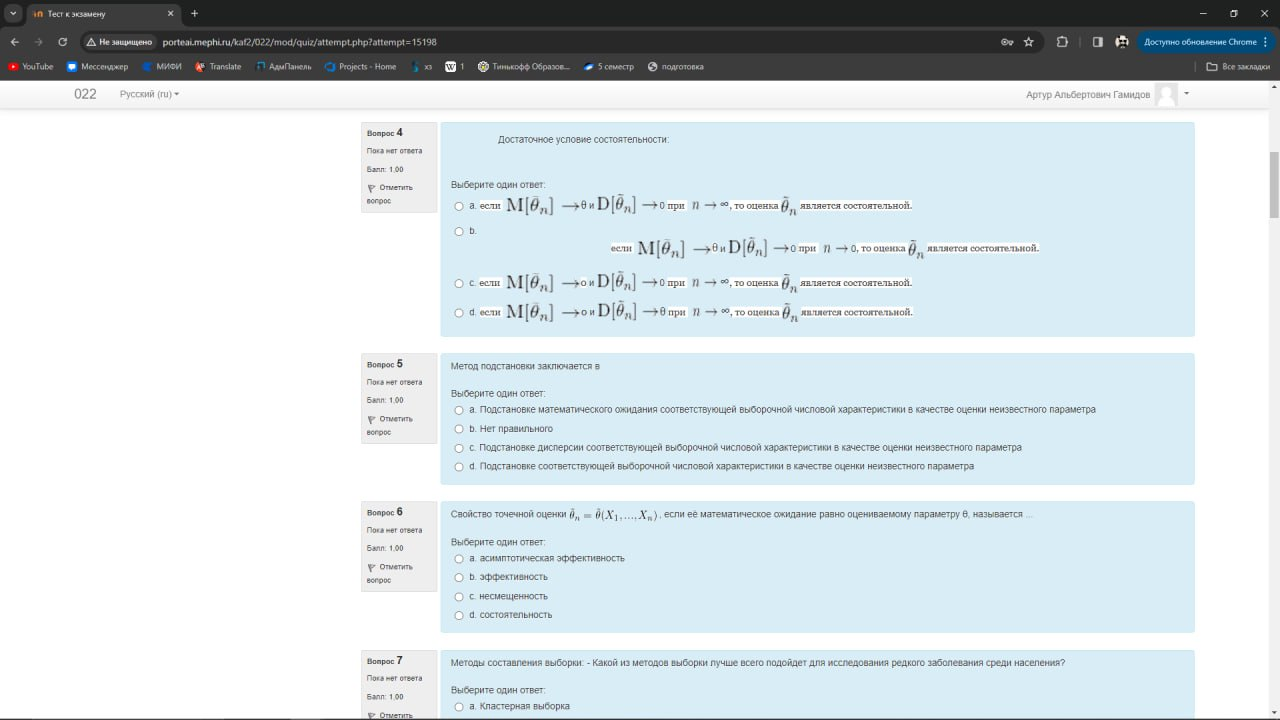 Тест к экзамену
Не защищено porteai.mephi.ru/kaf2/022/mod/quiz/attempt.php?attempt=15198 Доступно обновление Chrome
YouTube Мессенджер МИФИ Translate АдмПанель Projects - Home хз 1 Тинькофф Образов... 5 семестр подготовка Все закладки
022 Русский (ru) Артур Альбертович Гамидов
Вопрос 4
Пока нет ответа
Балл: 1,00
Отметить
вопрос
Достаточное условие состоятельности:
Выберите один ответ:
a. если M[θ̃n] → θ и D[θ̃n] → 0 при n → ∞, то оценка θ̃n является состоятельной.
b.
если M[θ̃n] → θ и D[θ̃n] → 0 при n → 0, то оценка θ̃n является состоятельной.
c. если M[θ̃n] → 0 и D[θ̃n] → 0 при n → ∞, то оценка θ̃n является состоятельной.
d. если M[θ̃n] → 0 и D[θ̃n] → θ при n → ∞, то оценка θ̃n является состоятельной.
Вопрос 5
Пока нет ответа
Балл: 1,00
Отметить
вопрос
Метод подстановки заключается в
Выберите один ответ:
a. Подстановке математического ожидания соответствующей выборочной числовой характеристики в качестве оценки неизвестного параметра
b. Нет правильного
c. Подстановке дисперсии соответствующей выборочной числовой характеристики в качестве оценки неизвестного параметра
d. Подстановке соответствующей выборочной числовой характеристики в качестве оценки неизвестного параметра
Вопрос 6
Пока нет ответа
Балл: 1,00
Отметить
вопрос
Свойство точечной оценки θ̃n = θ̃(X1, ..., Xn), если её математическое ожидание равно оцениваемому параметру θ, называется ...
Выберите один ответ:
a. асимптотическая эффективность
b. эффективность
c. несмещенность
d. состоятельность
Вопрос 7
Пока нет ответа
Балл: 1,00
Отметить
Методы составления выборки: - Какой из методов выборки лучше всего подойдет для исследования редкого заболевания среди населения?
Выберите один ответ:
a. Кластерная выборка